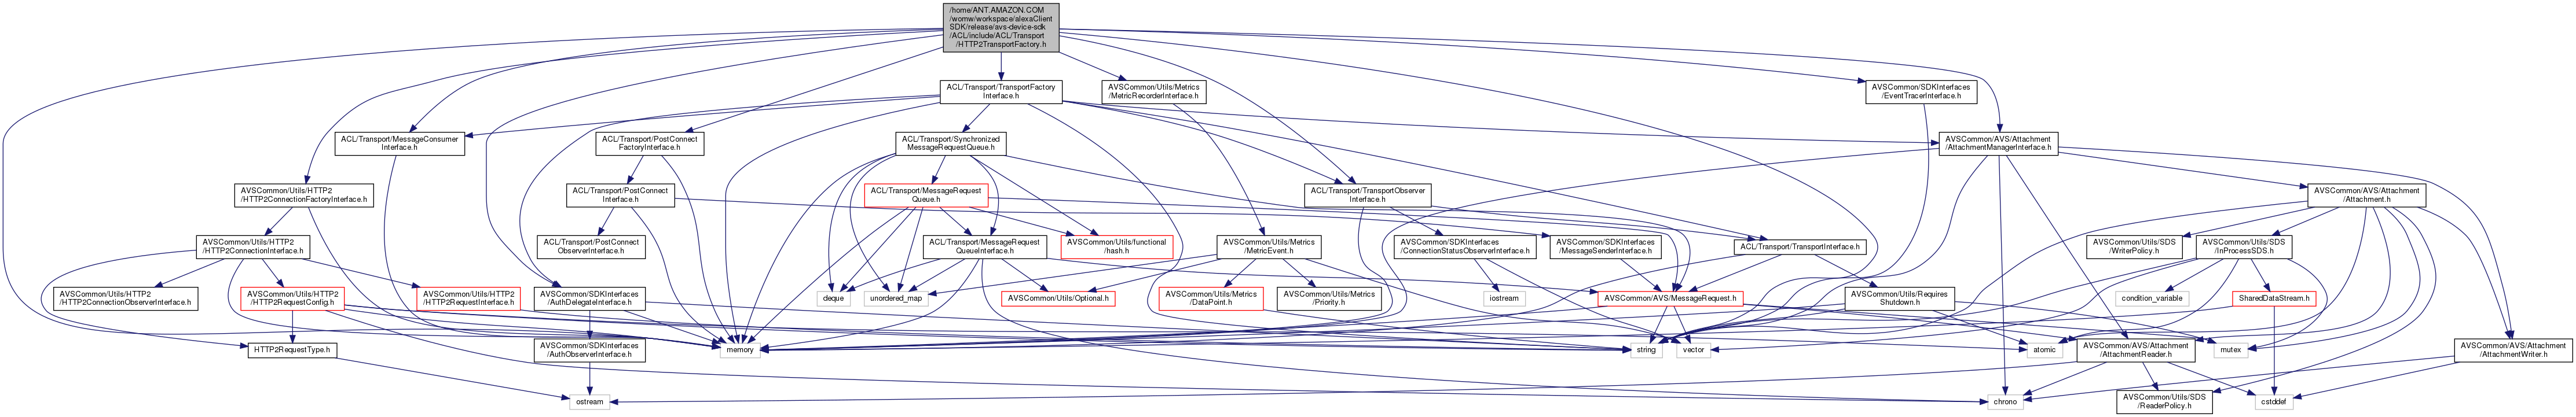 /home/ANT.AMAZON.COM
/womw/workspace/alexaClient
SDK/release/avs-device-sdk
/ACL/include/ACL/Transport
/HTTP2TransportFactory.h
ACL/Transport/TransportFactory
Interface.h
AVSCommon/Utils/Metrics
/MetricRecorderInterface.h
AVSCommon/SDKInterfaces
/EventTracerInterface.h
ACL/Transport/MessageConsumer
Interface.h
ACL/Transport/PostConnect
FactoryInterface.h
ACL/Transport/Synchronized
MessageRequestQueue.h
AVSCommon/AVS/Attachment
/AttachmentManagerInterface.h
AVSCommon/Utils/HTTP2
/HTTP2ConnectionFactoryInterface.h
ACL/Transport/PostConnect
Interface.h
ACL/Transport/MessageRequest
Queue.h
ACL/Transport/TransportObserver
Interface.h
AVSCommon/AVS/Attachment
/Attachment.h
AVSCommon/Utils/HTTP2
/HTTP2ConnectionInterface.h
ACL/Transport/PostConnect
ObserverInterface.h
ACL/Transport/MessageRequest
QueueInterface.h
AVSCommon/Utils/functional
/hash.h
AVSCommon/Utils/Metrics
/MetricEvent.h
AVSCommon/SDKInterfaces
/ConnectionStatusObserverInterface.h
AVSCommon/SDKInterfaces
/MessageSenderInterface.h
ACL/Transport/TransportInterface.h
AVSCommon/Utils/SDS
/WriterPolicy.h
AVSCommon/Utils/SDS
/InProcessSDS.h
AVSCommon/Utils/HTTP2
/HTTP2ConnectionObserverInterface.h
AVSCommon/Utils/HTTP2
/HTTP2RequestConfig.h
AVSCommon/Utils/HTTP2
/HTTP2RequestInterface.h
AVSCommon/SDKInterfaces
/AuthDelegateInterface.h
deque
unordered_map
AVSCommon/Utils/Optional.h
AVSCommon/Utils/Metrics
/DataPoint.h
AVSCommon/Utils/Metrics
/Priority.h
iostream
AVSCommon/AVS/MessageRequest.h
AVSCommon/Utils/Requires
Shutdown.h
condition_variable
SharedDataStream.h
HTTP2RequestType.h
AVSCommon/SDKInterfaces
/AuthObserverInterface.h
memory
string
vector
atomic
AVSCommon/AVS/Attachment
/AttachmentReader.h
mutex
AVSCommon/AVS/Attachment
/AttachmentWriter.h
ostream
chrono
AVSCommon/Utils/SDS
/ReaderPolicy.h
cstddef